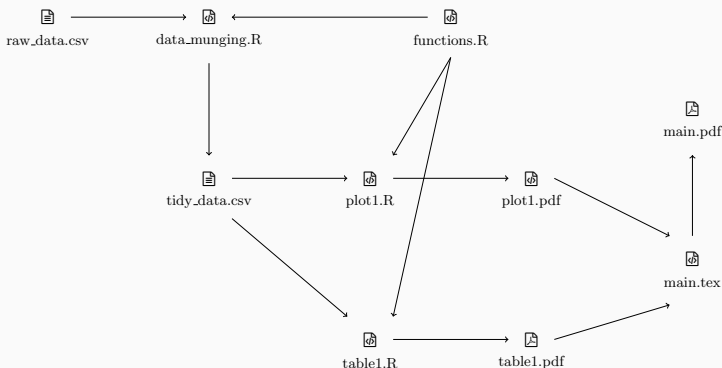 raw_data.csv
data_munging.R
functions.R
main.pdf
tidy_data.csv
plot1.R
plot1.pdf
main.tex
table1.R
table1.pdf